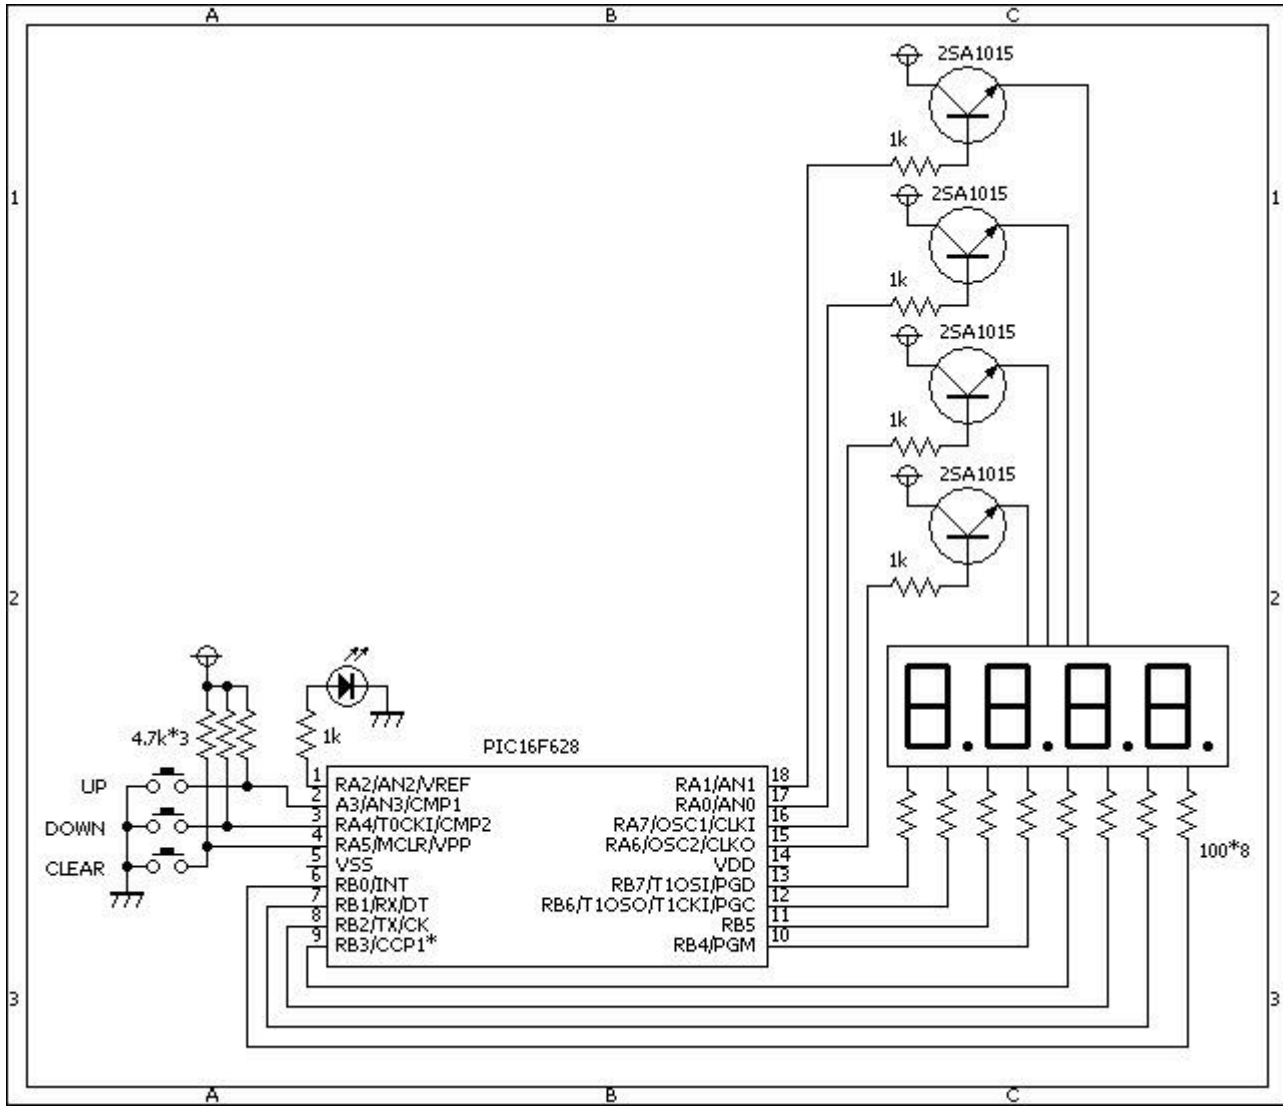 A B C
2SA1015
1k
1 1
2SA1015
1k
2SA1015
1k
2SA1015
1k
2 2
4.7k*3
1k
PIC16F628
UP
DOWN
CLEAR
1 RA2/AN2/VREF
2 A3/AN3/CMP1
3 RA4/T0CKI/CMP2
4 RA5/MCLR/VPP
5 VSS
6 RB0/INT
7 RB1/RX/DT
8 RB2/TX/CK
9 RB3/CCP1*
RA1/AN1 18
RA0/AN0 17
RA7/OSC1/CLKI 16
RA6/OSC2/CLKO 15
VDD 14
RB7/T1OSI/PGD 13
RB6/T1OSO/T1CKI/PGC 12
RB5 11
RB4/PGM 10
8.8.8.8.
100*8
3 3
A B C